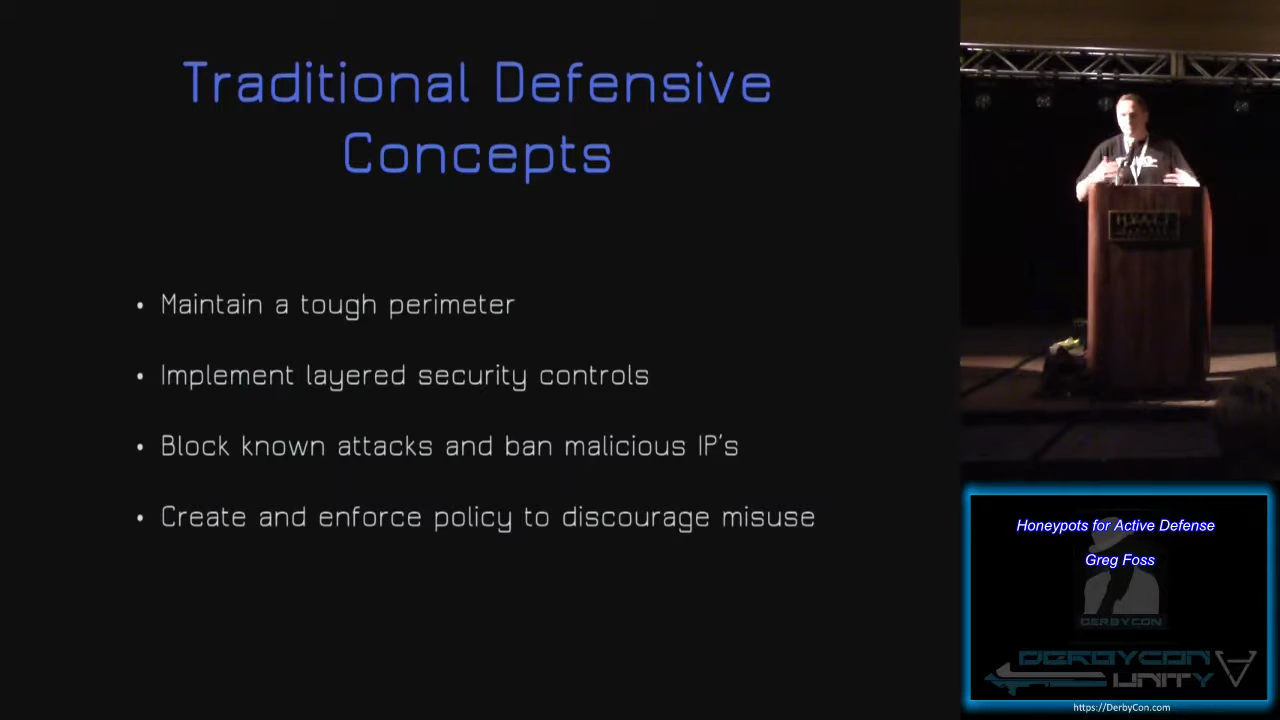 Traditional Defensive
Concepts
• Maintain a tough perimeter
• Implement layered security controls
• Block known attacks and ban malicious IP's
• Create and enforce policy to discourage misuse
HYATT
Honeypots for Active Defense
Greg Foss
DERBYCON
DERBYCON
UNITY
https://DerbyCon.com